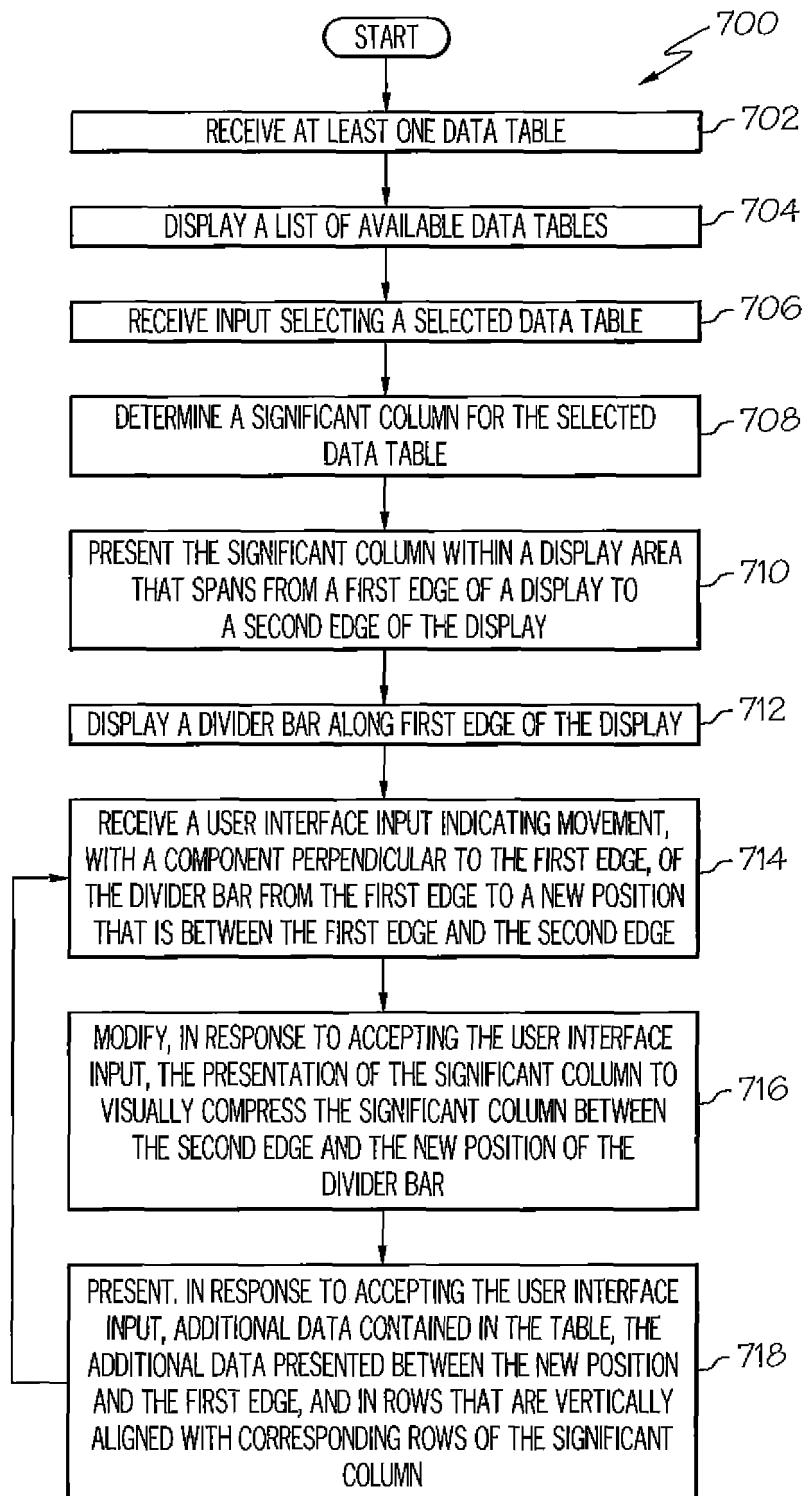 START
700
RECEIVE AT LEAST ONE DATA TABLE
702
DISPLAY A LIST OF AVAILABLE DATA TABLES
704
RECEIVE INPUT SELECTING A SELECTED DATA TABLE
706
DETERMINE A SIGNIFICANT COLUMN FOR THE SELECTED
DATA TABLE
708
PRESENT THE SIGNIFICANT COLUMN WITHIN A DISPLAY AREA
THAT SPANS FROM A FIRST EDGE OF A DISPLAY TO
A SECOND EDGE OF THE DISPLAY
710
DISPLAY A DIVIDER BAR ALONG FIRST EDGE OF THE DISPLAY
712
RECEIVE A USER INTERFACE INPUT INDICATING MOVEMENT,
WITH A COMPONENT PERPENDICULAR TO THE FIRST EDGE, OF
THE DIVIDER BAR FROM THE FIRST EDGE TO A NEW POSITION
THAT IS BETWEEN THE FIRST EDGE AND THE SECOND EDGE
714
MODIFY, IN RESPONSE TO ACCEPTING THE USER INTERFACE
INPUT, THE PRESENTATION OF THE SIGNIFICANT COLUMN TO
VISUALLY COMPRESS THE SIGNIFICANT COLUMN BETWEEN
THE SECOND EDGE AND THE NEW POSITION OF THE
DIVIDER BAR
716
PRESENT. IN RESPONSE TO ACCEPTING THE USER INTERFACE
INPUT, ADDITIONAL DATA CONTAINED IN THE TABLE, THE
ADDITIONAL DATA PRESENTED BETWEEN THE NEW POSITION
AND THE FIRST EDGE, AND IN ROWS THAT ARE VERTICALLY
ALIGNED WITH CORRESPONDING ROWS OF THE SIGNIFICANT
COLUMN
718